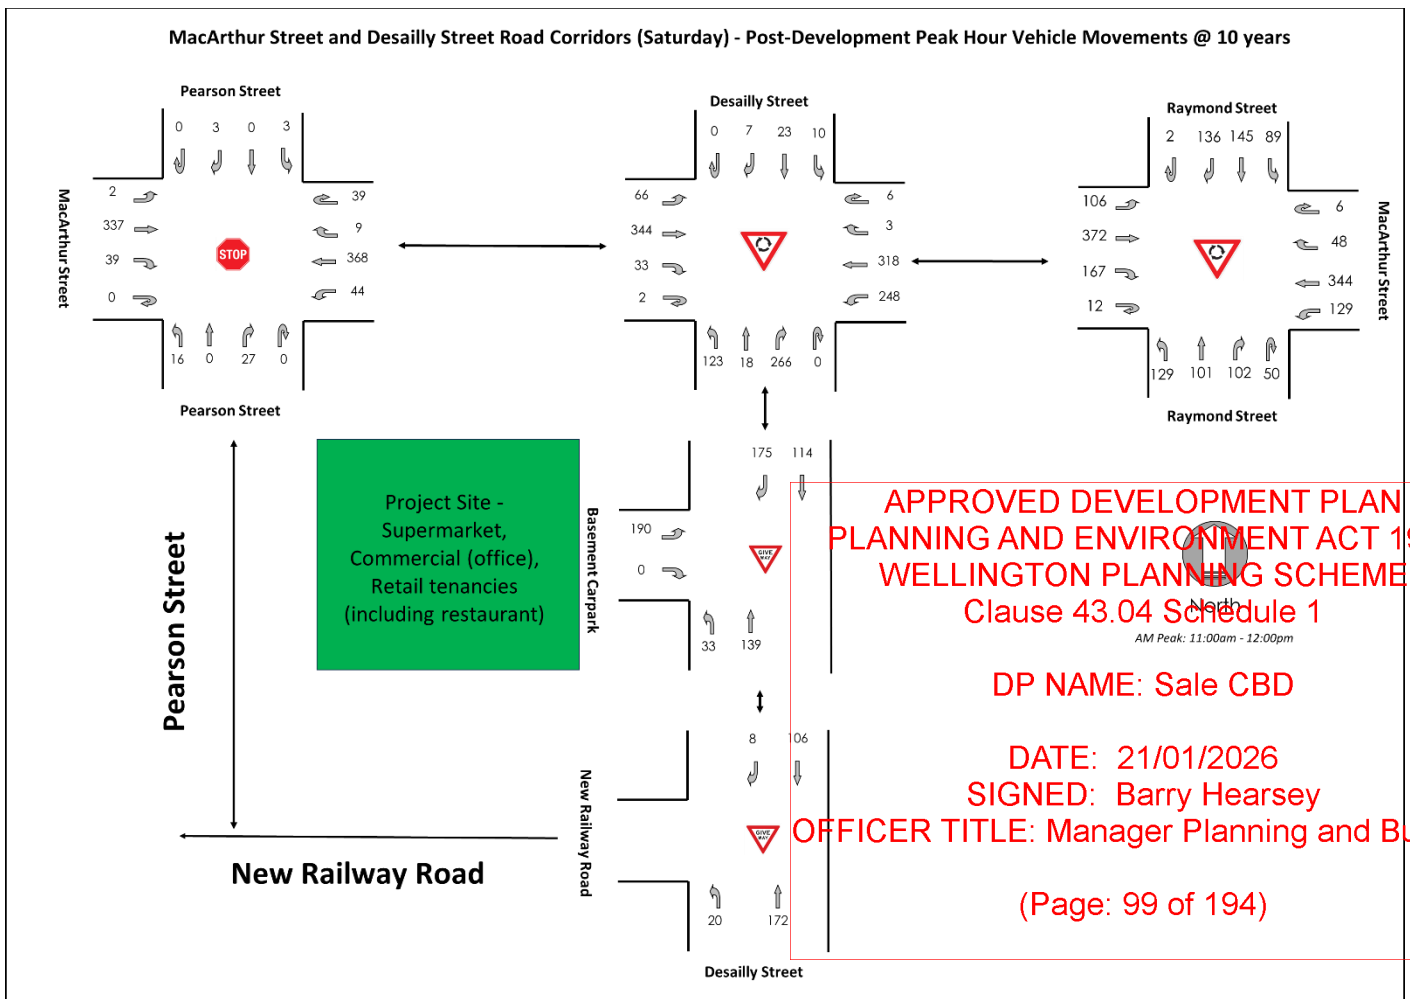 MacArthur Street and Desailly Street Road Corridors (Saturday) - Post-Development Peak Hour Vehicle Movements @ 10 years
Pearson Street
0 3 0 3
MacArthur Street
2
337
39
0
STOP
39
9
368
44
16 0 27 0
Pearson Street
Desailly Street
0 7 23 10
66
344
33
2
6
3
318
248
123 18 266 0
Raymond Street
2 136 145 89
106
372
167
12
6
48
344
129
MacArthur Street
129 101 102 50
Raymond Street
Pearson Street
Project Site -
Supermarket,
Commercial (office),
Retail tenancies
(including restaurant)
Basement Carpark
175 114
190
0
GIVE
WAY
33 139
New Railway Road
8 106
GIVE
WAY
20 172
New Railway Road
Desailly Street
North
AM Peak: 11:00am - 12:00pm
APPROVED DEVELOPMENT PLAN
PLANNING AND ENVIRONMENT ACT 19
WELLINGTON PLANNING SCHEME
Clause 43.04 Schedule 1
DP NAME: Sale CBD
DATE: 21/01/2026
SIGNED: Barry Hearsey
OFFICER TITLE: Manager Planning and Bu
(Page: 99 of 194)